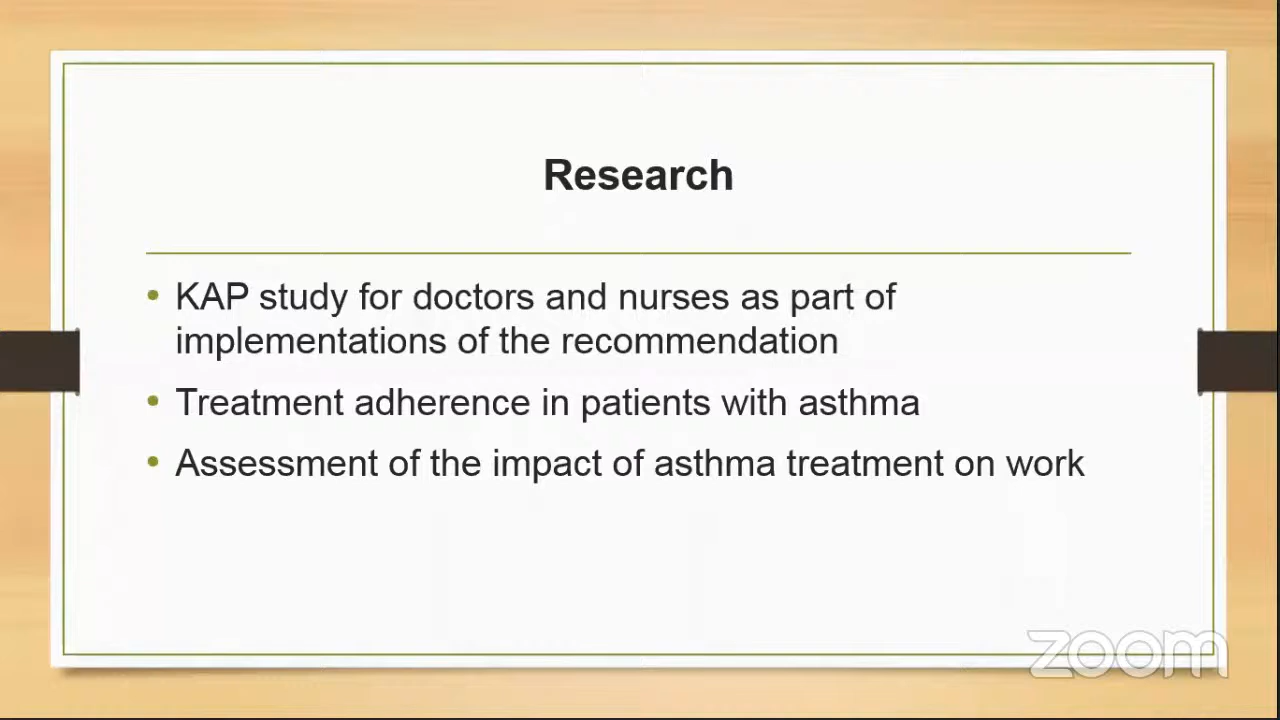 Research
• KAP study for doctors and nurses as part of
implementations of the recommendation
• Treatment adherence in patients with asthma
• Assessment of the impact of asthma treatment on work
zoom